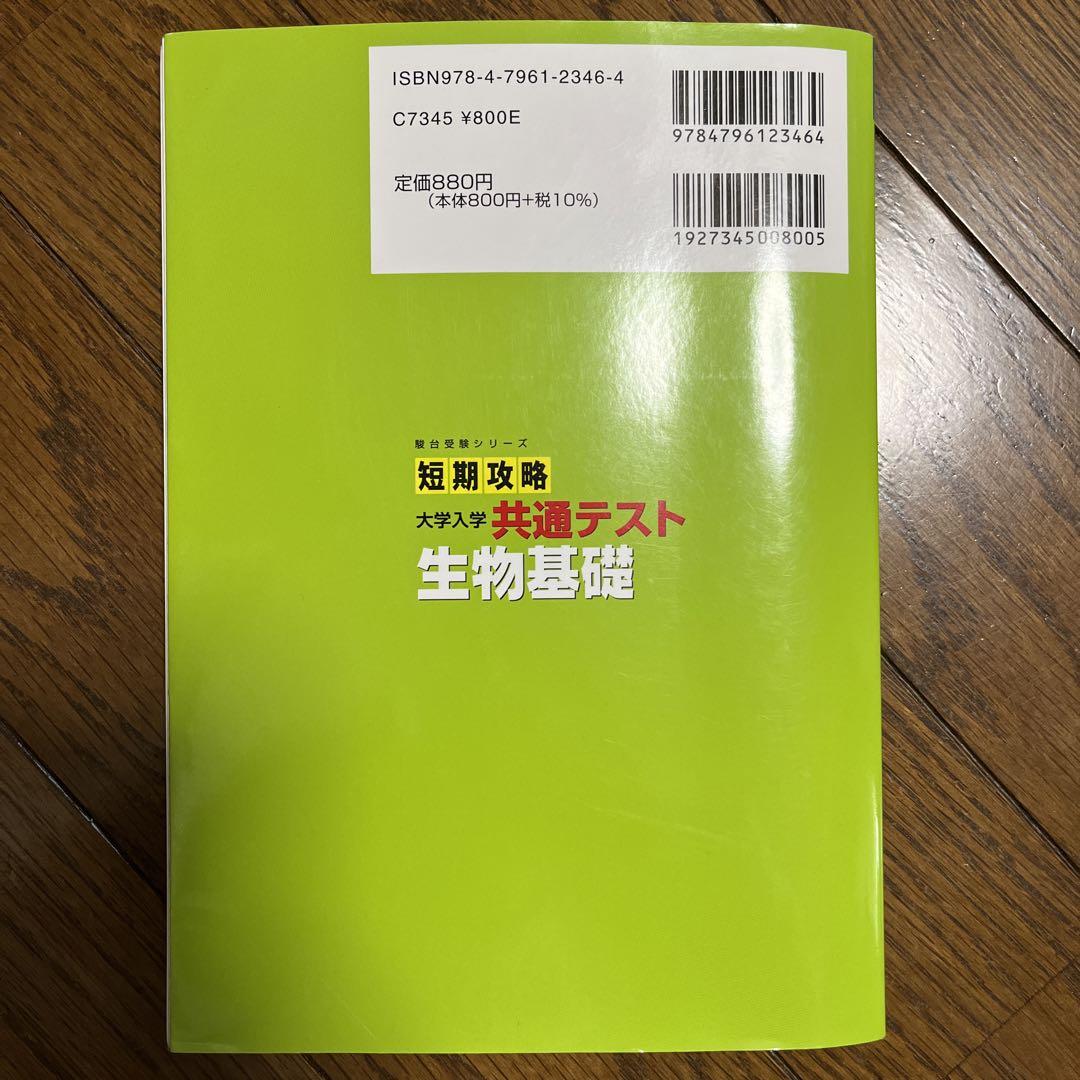 ISBN978-4-7961-2346-4
C7345 ¥800E
定価880円
（本体800円+税10%）
9784796123464
1927345008005
駿台受験シリーズ
短期攻略
大学入学 共通テスト
生物基礎